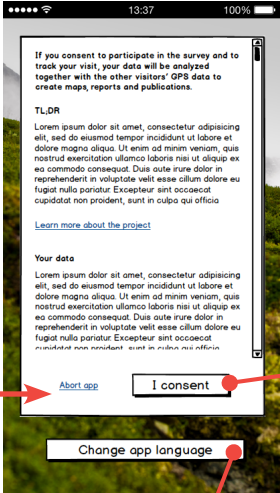 13:37
100%
If you consent to participate in the survey and to
track your visit, your data will be analyzed
together with the other visitors' GPS data to
create maps, reports and publications.
TL;DR
Lorem ipsum dolor sit amet, consectetur adipisicing
elit, sed do eiusmod tempor incididunt ut labore et
dolore magna aliqua. Ut enim ad minim veniam, quis
nostrud exercitation ullamco laboris nisi ut aliquip ex
ea commodo consequat. Duis aute irure dolor in
reprehenderit in voluptate velit esse cillum dolore eu
fugiat nulla pariatur. Excepteur sint occaecat
cupidatat non proident, sunt in culpa qui officia
Learn more about the project
Your data
Lorem ipsum dolor sit amet, consectetur adipisicing
elit, sed do eiusmod tempor incididunt ut labore et
dolore magna aliqua. Ut enim ad minim veniam, quis
nostrud exercitation ullamco laboris nisi ut aliquip ex
ea commodo consequat. Duis aute irure dolor in
reprehenderit in voluptate velit esse cillum dolore eu
fugiat nulla pariatur. Excepteur sint occaecat
cupidatat non proident, sunt in culpa qui officia
Abort app
I consent
Change app language